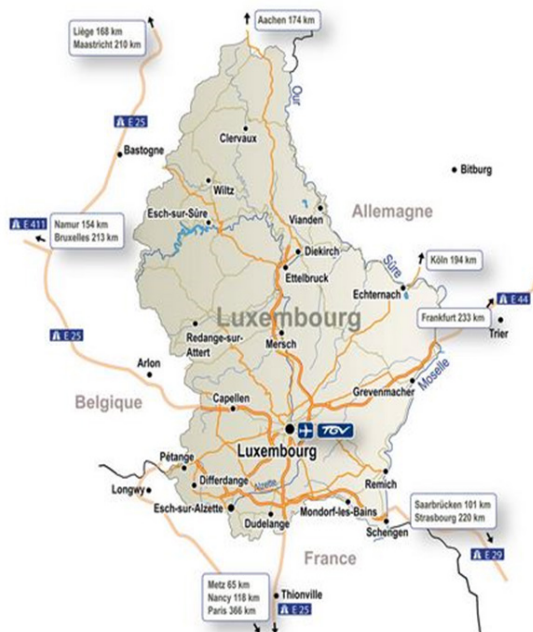 Liège 168 km
Maastricht 210 km
Aachen 174 km
Our
E 25
Clervaux
Bastogne
Bitburg
Wiltz
Esch-sur-Sûre
Vianden
Allemagne
E 411
Namur 154 km
Bruxelles 213 km
Diekirch
Sûre
Köln 194 km
Ettelbruck
Echternach
E 44
Luxembourg
Frankfurt 233 km
Trier
E 25
Redange-sur-
Attert
Mersch
Arlon
Moselle
Belgique
Capellen
Grevenmacher
TGV
Luxembourg
Pétange
Longwy
Differdange
Alzette
Remich
Esch-sur-Alzette
Mondorf-les-Bains
Saarbrücken 101 km
Strasbourg 220 km
Dudelange
Schengen
E 29
France
Metz 65 km
Nancy 118 km
Paris 366 km
Thionville
E 25